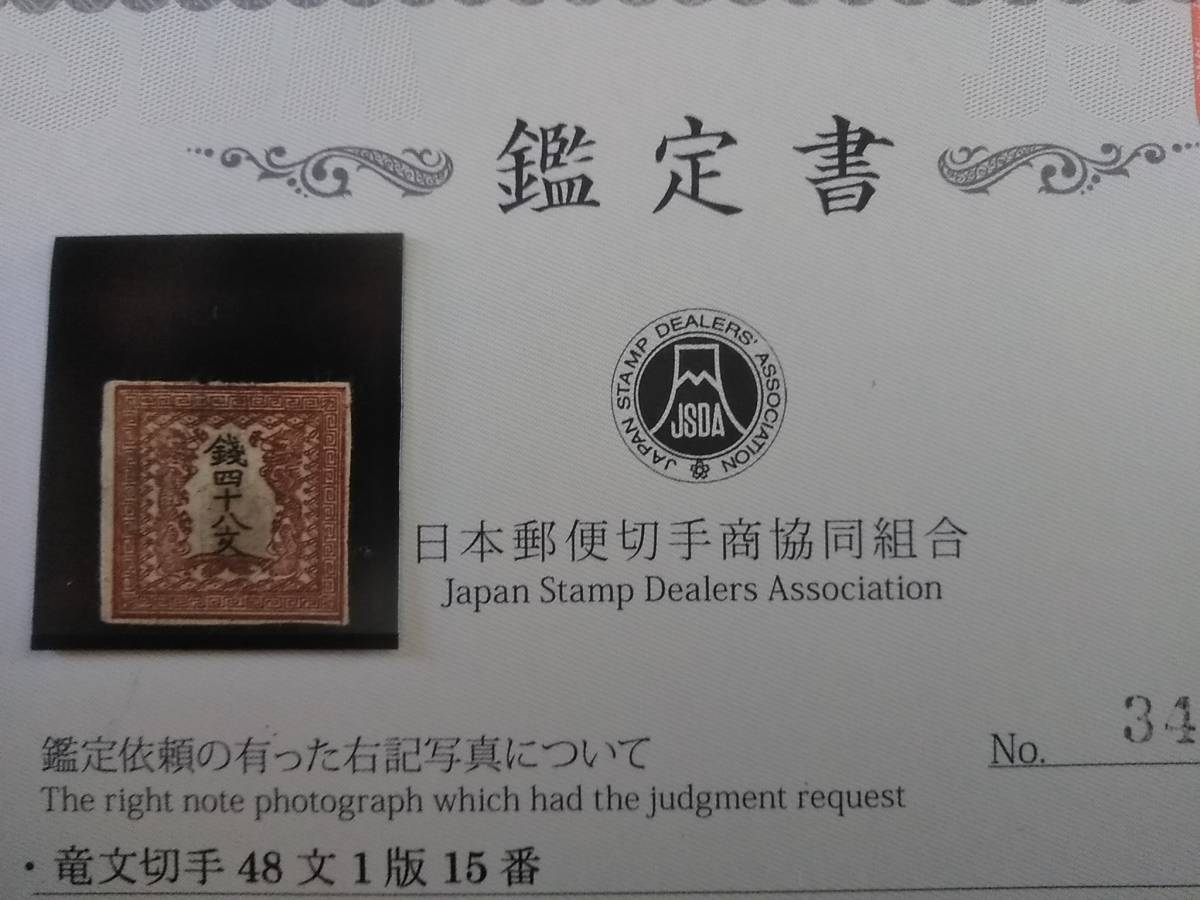 鑑定書
錢四十八文
JAPAN STAMP DEALERS' ASSOCIATION
JSDA
日本郵便切手商協同組合
Japan Stamp Dealers Association
鑑定依頼の有った右記写真について
No. 34
The right note photograph which had the judgment request
・竜文切手 48 文 1 版 15 番